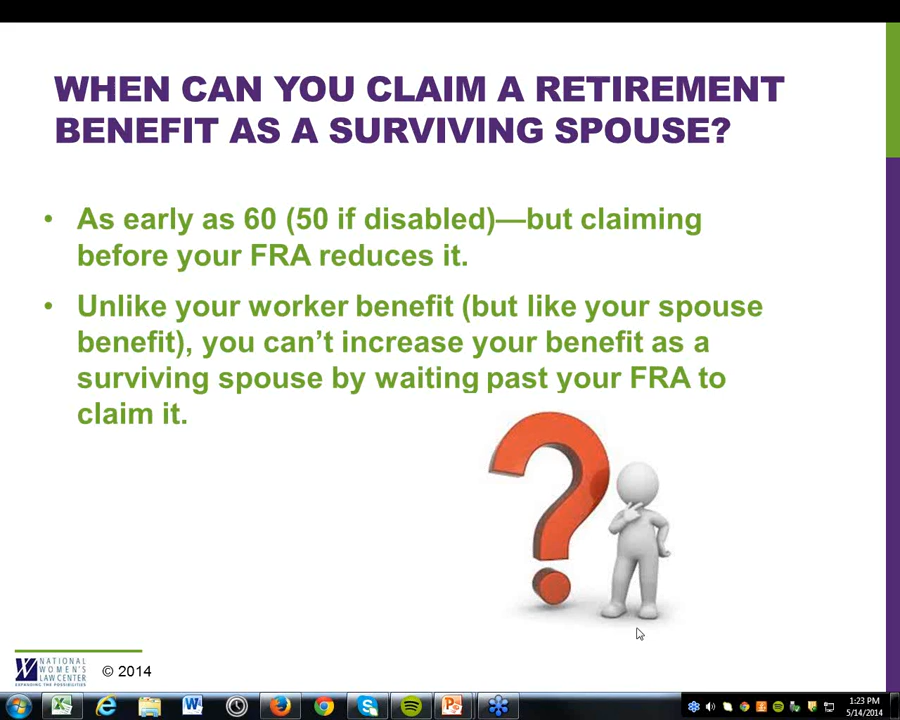 WHEN CAN YOU CLAIM A RETIREMENT
BENEFIT AS A SURVIVING SPOUSE?
• As early as 60 (50 if disabled)—but claiming
before your FRA reduces it.
• Unlike your worker benefit (but like your spouse
benefit), you can’t increase your benefit as a
surviving spouse by waiting past your FRA to
claim it.
NATIONAL
WOMEN'S
LAW CENTER
EXPANDING THE POSSIBILITIES
© 2014
1:23 PM
5/14/2014